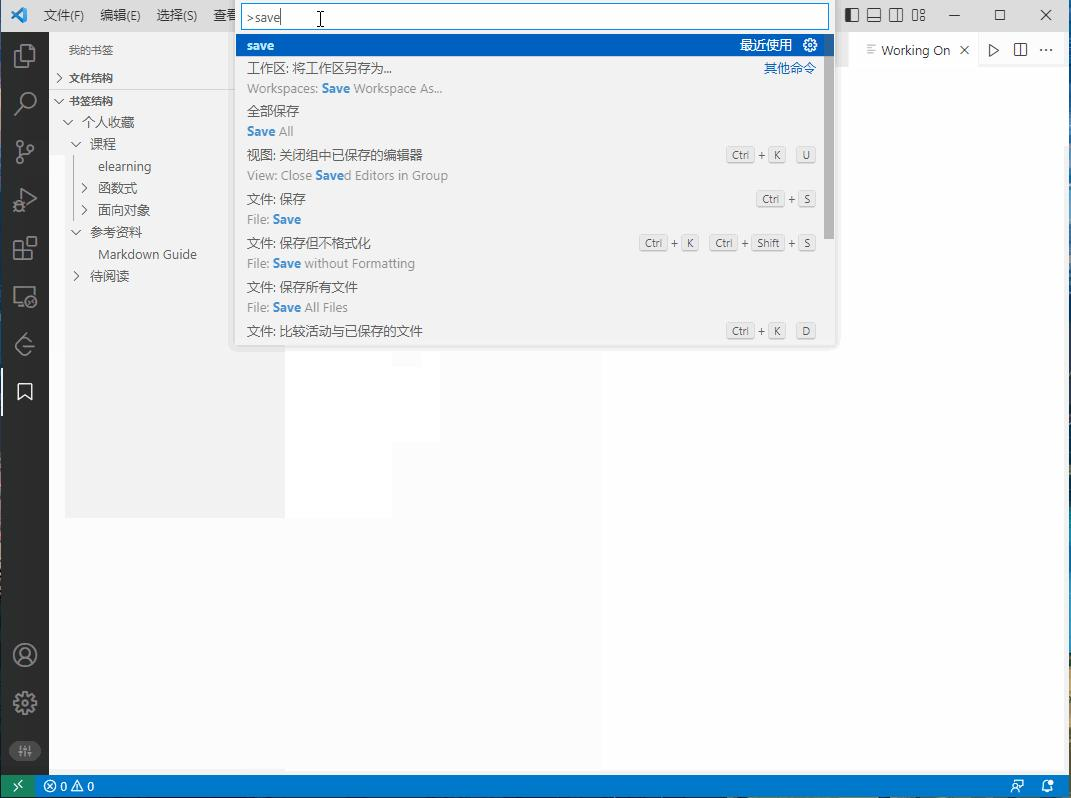 文件(F) 编辑(E) 选择(S) 查看
>save
Working On
save 最近使用
工作区: 将工作区另存为... 其他命令
Workspaces: Save Workspace As...
全部保存
Save All
视图: 关闭组中已保存的编辑器 Ctrl + K U
View: Close Saved Editors in Group
文件: 保存 Ctrl + S
File: Save
文件: 保存但不格式化 Ctrl + K Ctrl + Shift + S
File: Save without Formatting
文件: 保存所有文件
File: Save All Files
文件: 比较活动与已保存的文件 Ctrl + K D
我的书签
文件结构
书签结构
个人收藏
课程
elearning
函数式
面向对象
参考资料
Markdown Guide
待阅读
0 0